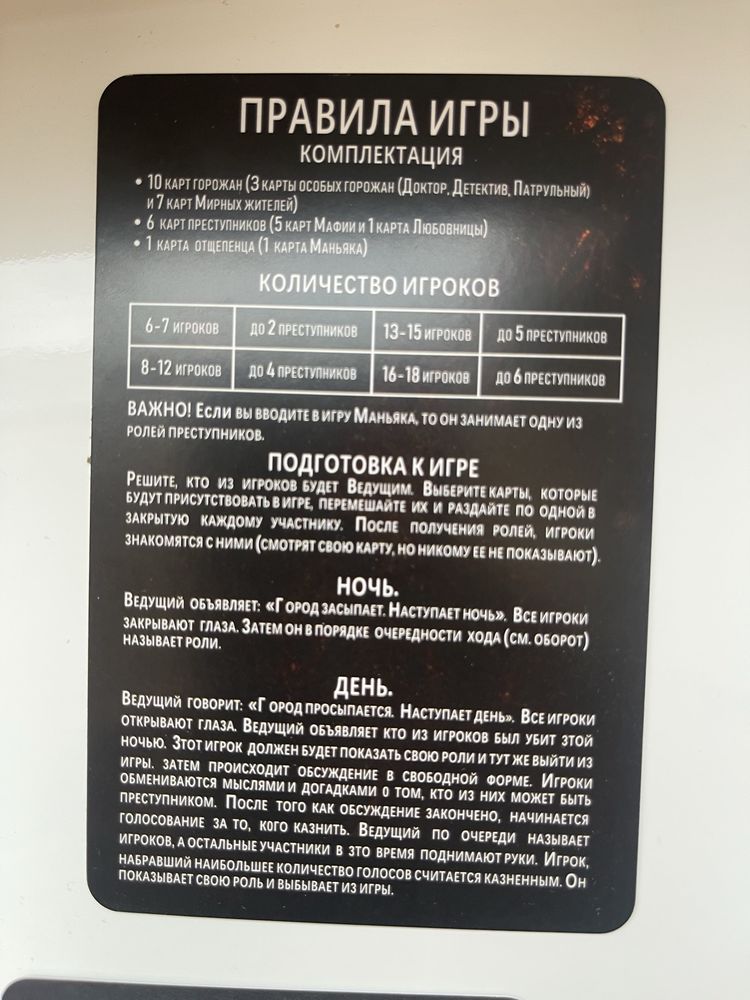 ПРАВИЛА ИГРЫ
КОМПЛЕКТАЦИЯ
• 10 КАРТ ГОРОЖАН (3 КАРТЫ ОСОБЫХ ГОРОЖАН (ДОКТОР, ДЕТЕКТИВ, ПАТРУЛЬНЫЙ)
И 7 КАРТ МИРНЫХ ЖИТЕЛЕЙ)
• 6 КАРТ ПРЕСТУПНИКОВ (5 КАРТ МАФИИ И 1 КАРТА ЛЮБОВНИЦЫ)
• 1 КАРТА ОТЩЕПЕНЦА (1 КАРТА МАНЬЯКА)
КОЛИЧЕСТВО ИГРОКОВ
6-7 ИГРОКОВ ДО 2 ПРЕСТУПНИКОВ 13-15 ИГРОКОВ ДО 5 ПРЕСТУПНИКОВ
8-12 ИГРОКОВ ДО 4 ПРЕСТУПНИКОВ 16-18 ИГРОКОВ ДО 6 ПРЕСТУПНИКОВ
ВАЖНО! ЕСЛИ ВЫ ВВОДИТЕ В ИГРУ МАНЬЯКА, ТО ОН ЗАНИМАЕТ ОДНУ ИЗ
РОЛЕЙ ПРЕСТУПНИКОВ.
ПОДГОТОВКА К ИГРЕ
РЕШИТЕ, КТО ИЗ ИГРОКОВ БУДЕТ ВЕДУЩИМ. ВЫБЕРИТЕ КАРТЫ, КОТОРЫЕ
БУДУТ ПРИСУТСТВОВАТЬ В ИГРЕ, ПЕРЕМЕШАЙТЕ ИХ И РАЗДАЙТЕ ПО ОДНОЙ В
ЗАКРЫТУЮ КАЖДОМУ УЧАСТНИКУ. ПОСЛЕ ПОЛУЧЕНИЯ РОЛЕЙ, ИГРОКИ
ЗНАКОМЯТСЯ С НИМИ (СМОТРЯТ СВОЮ КАРТУ, НО НИКОМУ ЕЕ НЕ ПОКАЗЫВАЮТ).
НОЧЬ.
ВЕДУЩИЙ ОБЪЯВЛЯЕТ: «ГОРОД ЗАСЫПАЕТ. НАСТУПАЕТ НОЧЬ». ВСЕ ИГРОКИ
ЗАКРЫВАЮТ ГЛАЗА. ЗАТЕМ ОН В ПОРЯДКЕ ОЧЕРЕДНОСТИ ХОДА (СМ. ОБОРОТ)
НАЗЫВАЕТ РОЛИ.
ДЕНЬ.
ВЕДУЩИЙ ГОВОРИТ: «ГОРОД ПРОСЫПАЕТСЯ. НАСТУПАЕТ ДЕНЬ». ВСЕ ИГРОКИ
ОТКРЫВАЮТ ГЛАЗА. ВЕДУЩИЙ ОБЪЯВЛЯЕТ КТО ИЗ ИГРОКОВ БЫЛ УБИТ ЭТОЙ
НОЧЬЮ. ЭТОТ ИГРОК ДОЛЖЕН БУДЕТ ПОКАЗАТЬ СВОЮ РОЛИ И ТУТ ЖЕ ВЫЙТИ ИЗ
ИГРЫ. ЗАТЕМ ПРОИСХОДИТ ОБСУЖДЕНИЕ В СВОБОДНОЙ ФОРМЕ. ИГРОКИ
ОБМЕНИВАЮТСЯ МЫСЛЯМИ И ДОГАДКАМИ О ТОМ, КТО ИЗ НИХ МОЖЕТ БЫТЬ
ПРЕСТУПНИКОМ. ПОСЛЕ ТОГО КАК ОБСУЖДЕНИЕ ЗАКОНЧЕНО, НАЧИНАЕТСЯ
ГОЛОСОВАНИЕ ЗА ТО, КОГО КАЗНИТЬ. ВЕДУЩИЙ ПО ОЧЕРЕДИ НАЗЫВАЕТ
ИГРОКОВ, А ОСТАЛЬНЫЕ УЧАСТНИКИ В ЭТО ВРЕМЯ ПОДНИМАЮТ РУКИ. ИГРОК,
НАБРАВШИЙ НАИБОЛЬШЕЕ КОЛИЧЕСТВО ГОЛОСОВ СЧИТАЕТСЯ КАЗНЕННЫМ. ОН
ПОКАЗЫВАЕТ СВОЮ РОЛЬ И ВЫБЫВАЕТ ИЗ ИГРЫ.